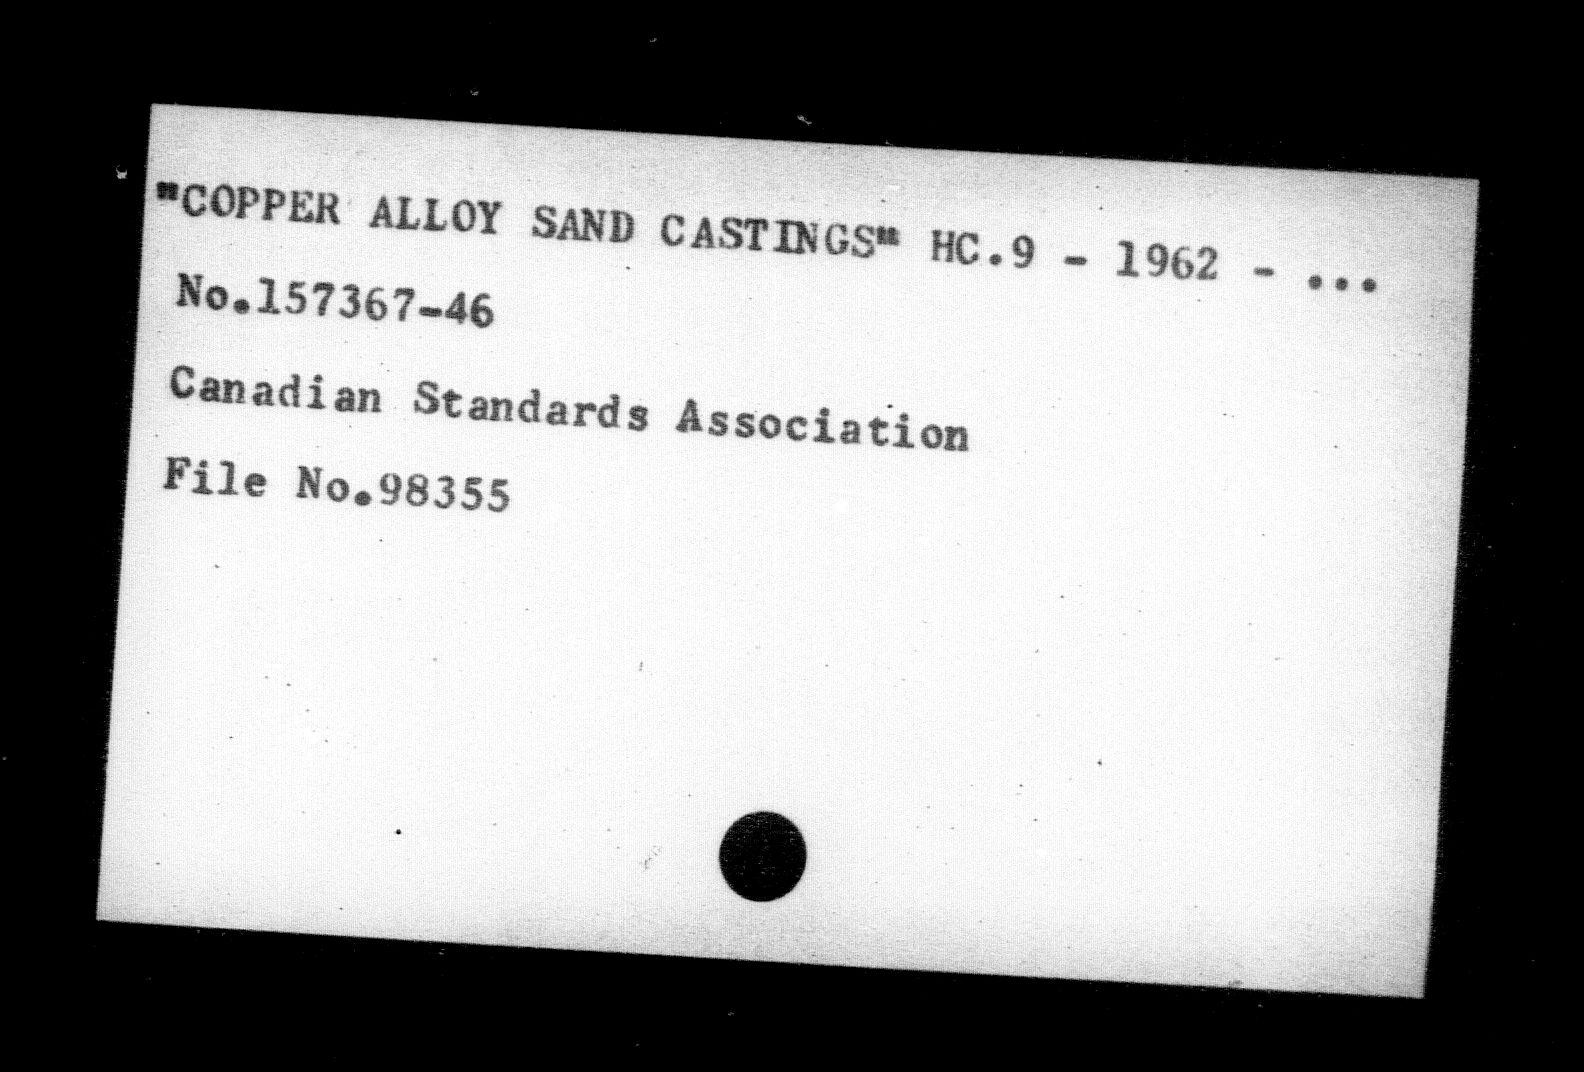 "COPPER ALLOY SAND CASTINGS" HC.9 - 1962 - ...
No.157367-46
Canadian Standards Association
File No.98355